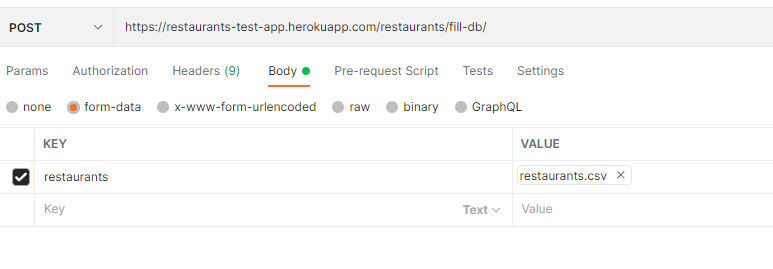 POST https://restaurants-test-app.herokuapp.com/restaurants/fill-db/
Params Authorization Headers (9) Body Pre-request Script Tests Settings
none form-data x-www-form-urlencoded raw binary GraphQL
KEY VALUE
restaurants restaurants.csv ×
Key Text Value